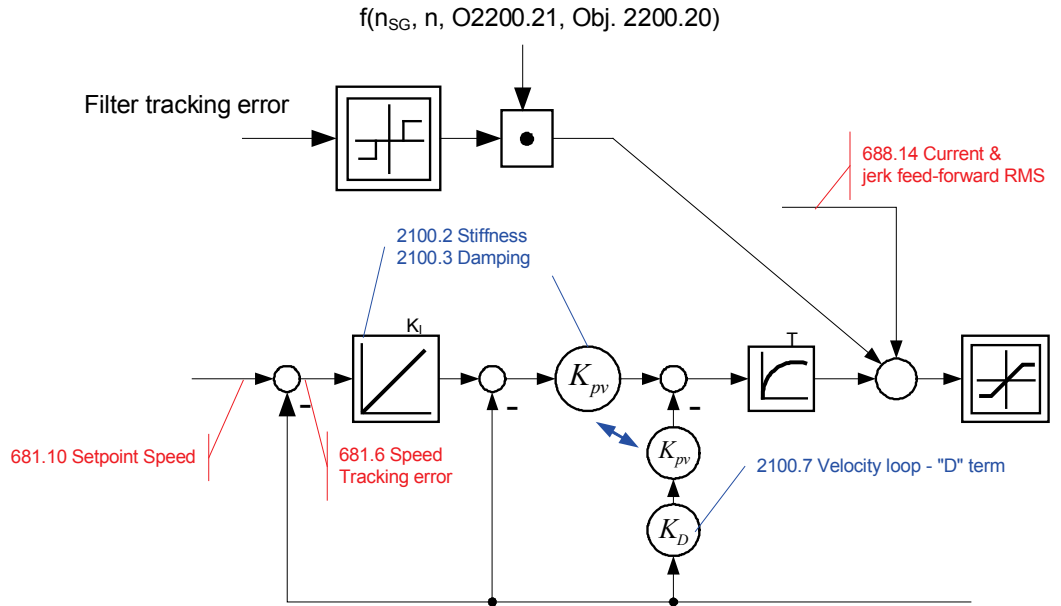 f(nSG, n, O2200.21, Obj. 2200.20)
Filter tracking error
688.14 Current &
jerk feed-forward RMS
2100.2 Stiffness
2100.3 Damping
KI
T
Kpv
-
-
-
681.10 Setpoint Speed
681.6 Speed
Tracking error
Kpv
2100.7 Velocity loop - "D" term
KD